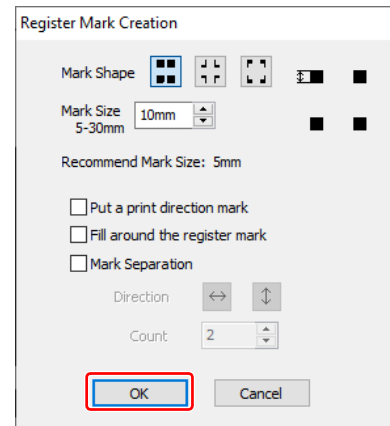 Register Mark Creation
Mark Shape
Mark Size
5-30mm
10mm
Recommend Mark Size: 5mm
Put a print direction mark
Fill around the register mark
Mark Separation
Direction
Count
2
OK
Cancel